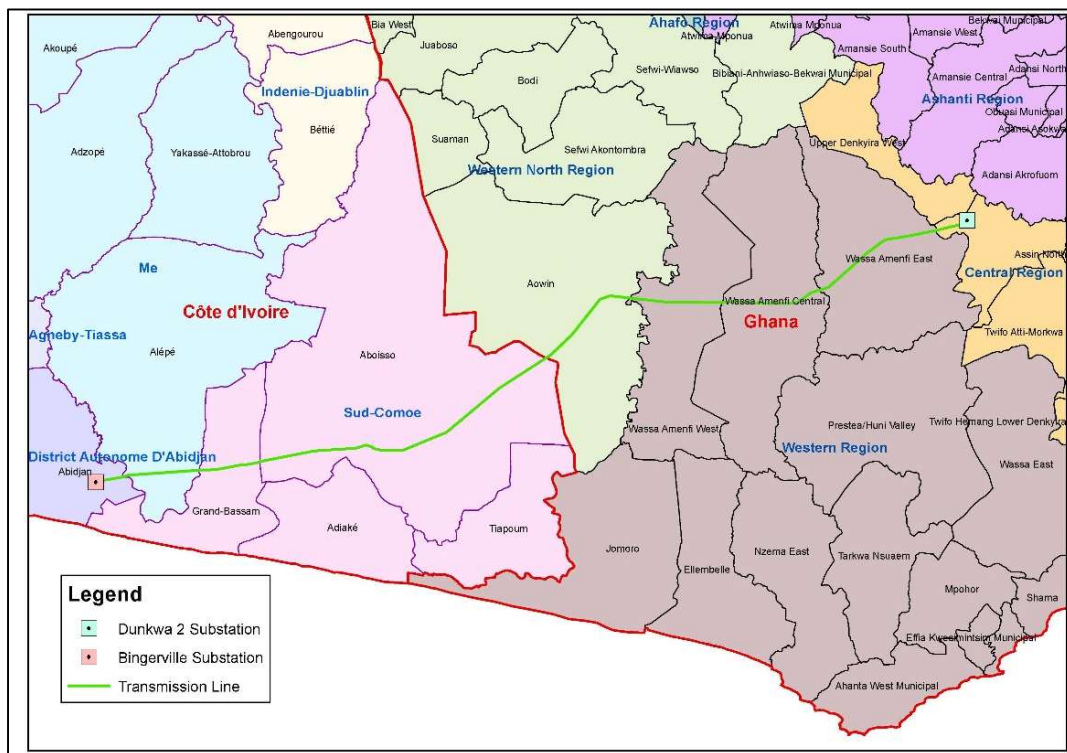 Ahafo Region
Bia West
Atwima Mponua
Atwima Mponua
Bekwai Municipal
Abengourou
Juaboso
Amansie South
Amansie West
Akoupé
Sefwi-Wiawso
Bibiani-Anhwiaso-Bekwai Municipal
Bodi
Amansie Central
Adansi North
Indenie-Djuablin
Ashanti Region
Obuasi Municipal
Béttié
Adansi Asokwa
Suaman
Upper Denkyira West
Adzopé
Yakassé-Attobrou
Sefwi Akontombra
Western North Region
Adansi Akrofuom
Assin North
Wassa Amenfi East
Me
Central Region
Aowin
Wassa Amenfi Central
Côte d'Ivoire
Ghana
Agneby-Tiassa
Twifo Atti-Morkwa
Alépé
Aboisso
Sud-Comoe
Prestea/Huni Valley
Twifo Hemang Lower Denkyira
Wassa Amenfi West
Western Region
District Autonome D'Abidjan
Wassa East
Abidjan
Grand-Bassam
Adiaké
Tiapoum
Jomoro
Nzema East
Tarkwa Nsuaem
Ellembelle
Mpohor
Shama
Effia Kwesimintsim Municipal
Ahanta West Municipal
Legend
Dunkwa 2 Substation
Bingerville Substation
Transmission Line